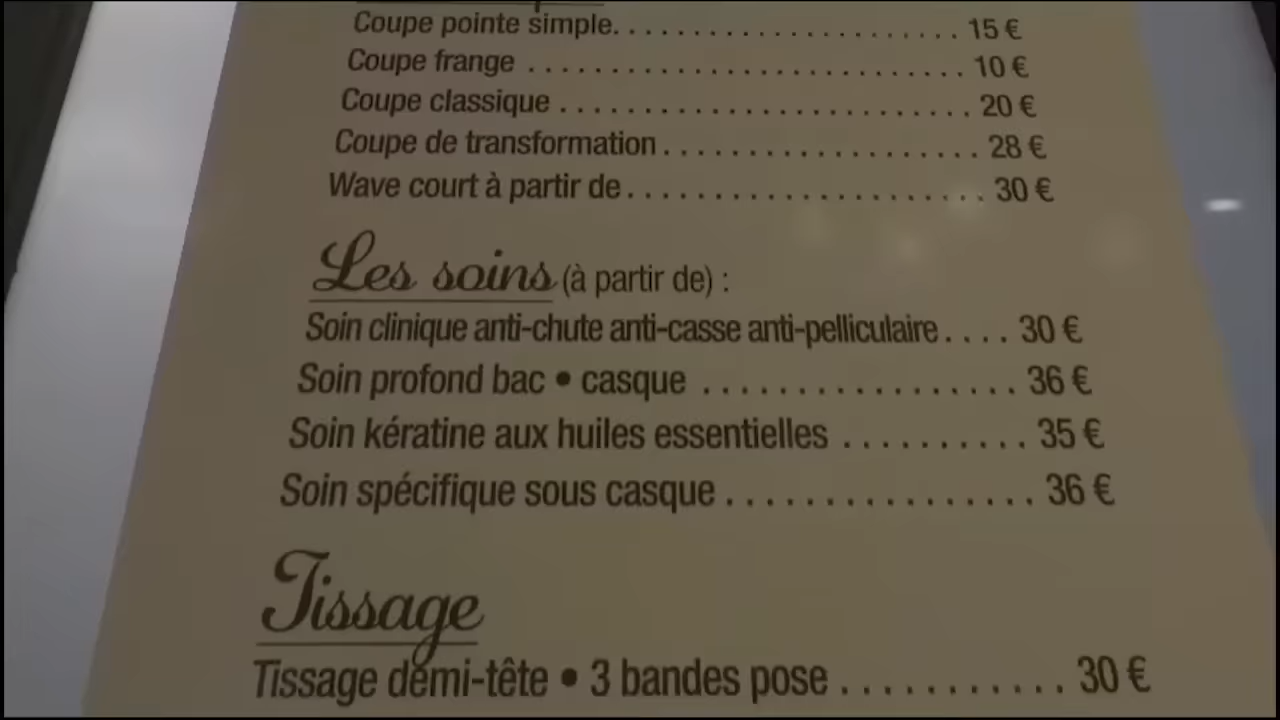 Coupe pointe simple. . . . . . . . . . . . . . . . . . . . . . 15 €
Coupe frange . . . . . . . . . . . . . . . . . . . . . . . . . . . 10 €
Coupe classique . . . . . . . . . . . . . . . . . . . . . . . . . 20 €
Coupe de transformation . . . . . . . . . . . . . . . . . . . 28 €
Wave court à partir de. . . . . . . . . . . . . . . . . . . . . 30 €
Les soins (à partir de) :
Soin clinique anti-chute anti-casse anti-pelliculaire . . . . 30 €
Soin profond bac • casque . . . . . . . . . . . . . . . . . 36 €
Soin kératine aux huiles essentielles . . . . . . . . . . 35 €
Soin spécifique sous casque . . . . . . . . . . . . . . . . 36 €
Tissage
Tissage demi-tête • 3 bandes pose . . . . . . . . . . . 30 €